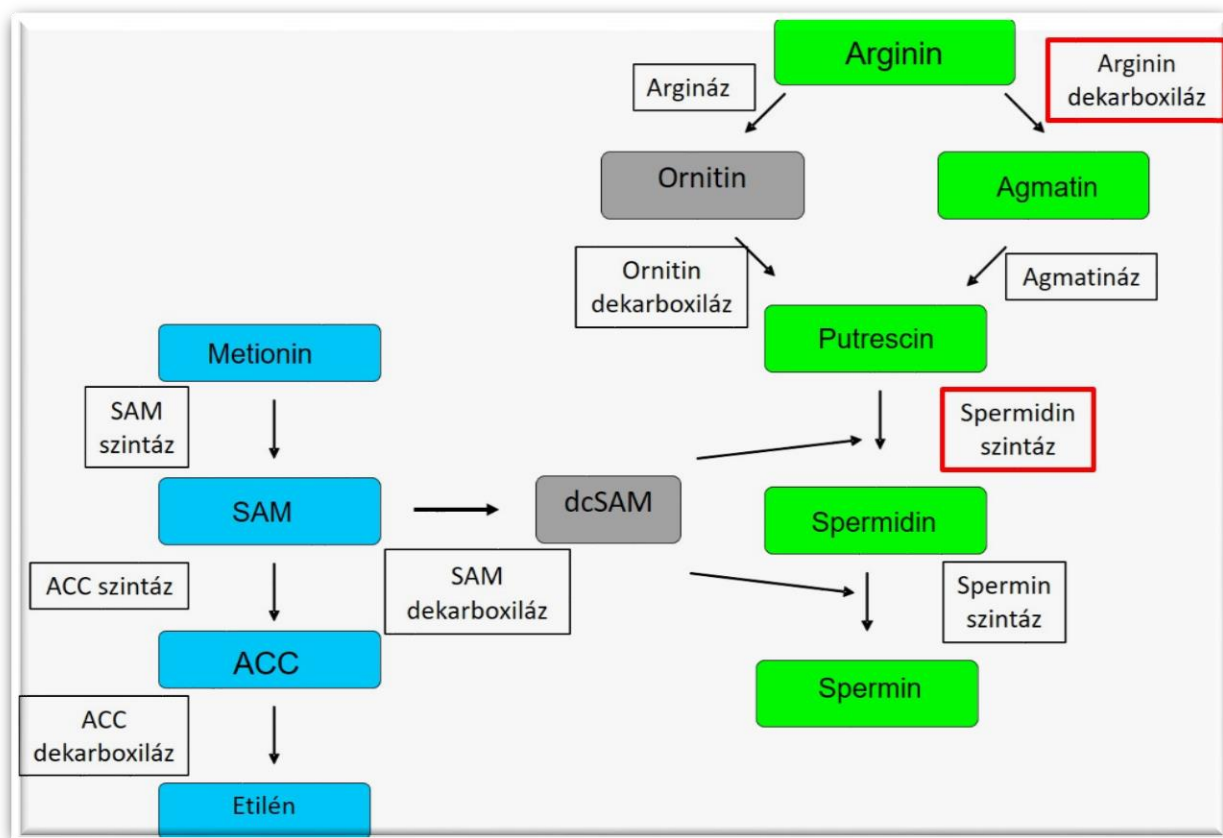 Arginin
Arginin
dekarboxiláz
Argináz
Ornitin
Agmatin
Ornitin
dekarboxiláz
Agmatináz
Putrescin
Metionin
SAM
szintáz
Spermidin
szintáz
SAM
dcSAM
Spermidin
ACC szintáz
SAM
dekarboxiláz
Spermin
szintáz
ACC
Spermin
ACC
dekarboxiláz
Etilén